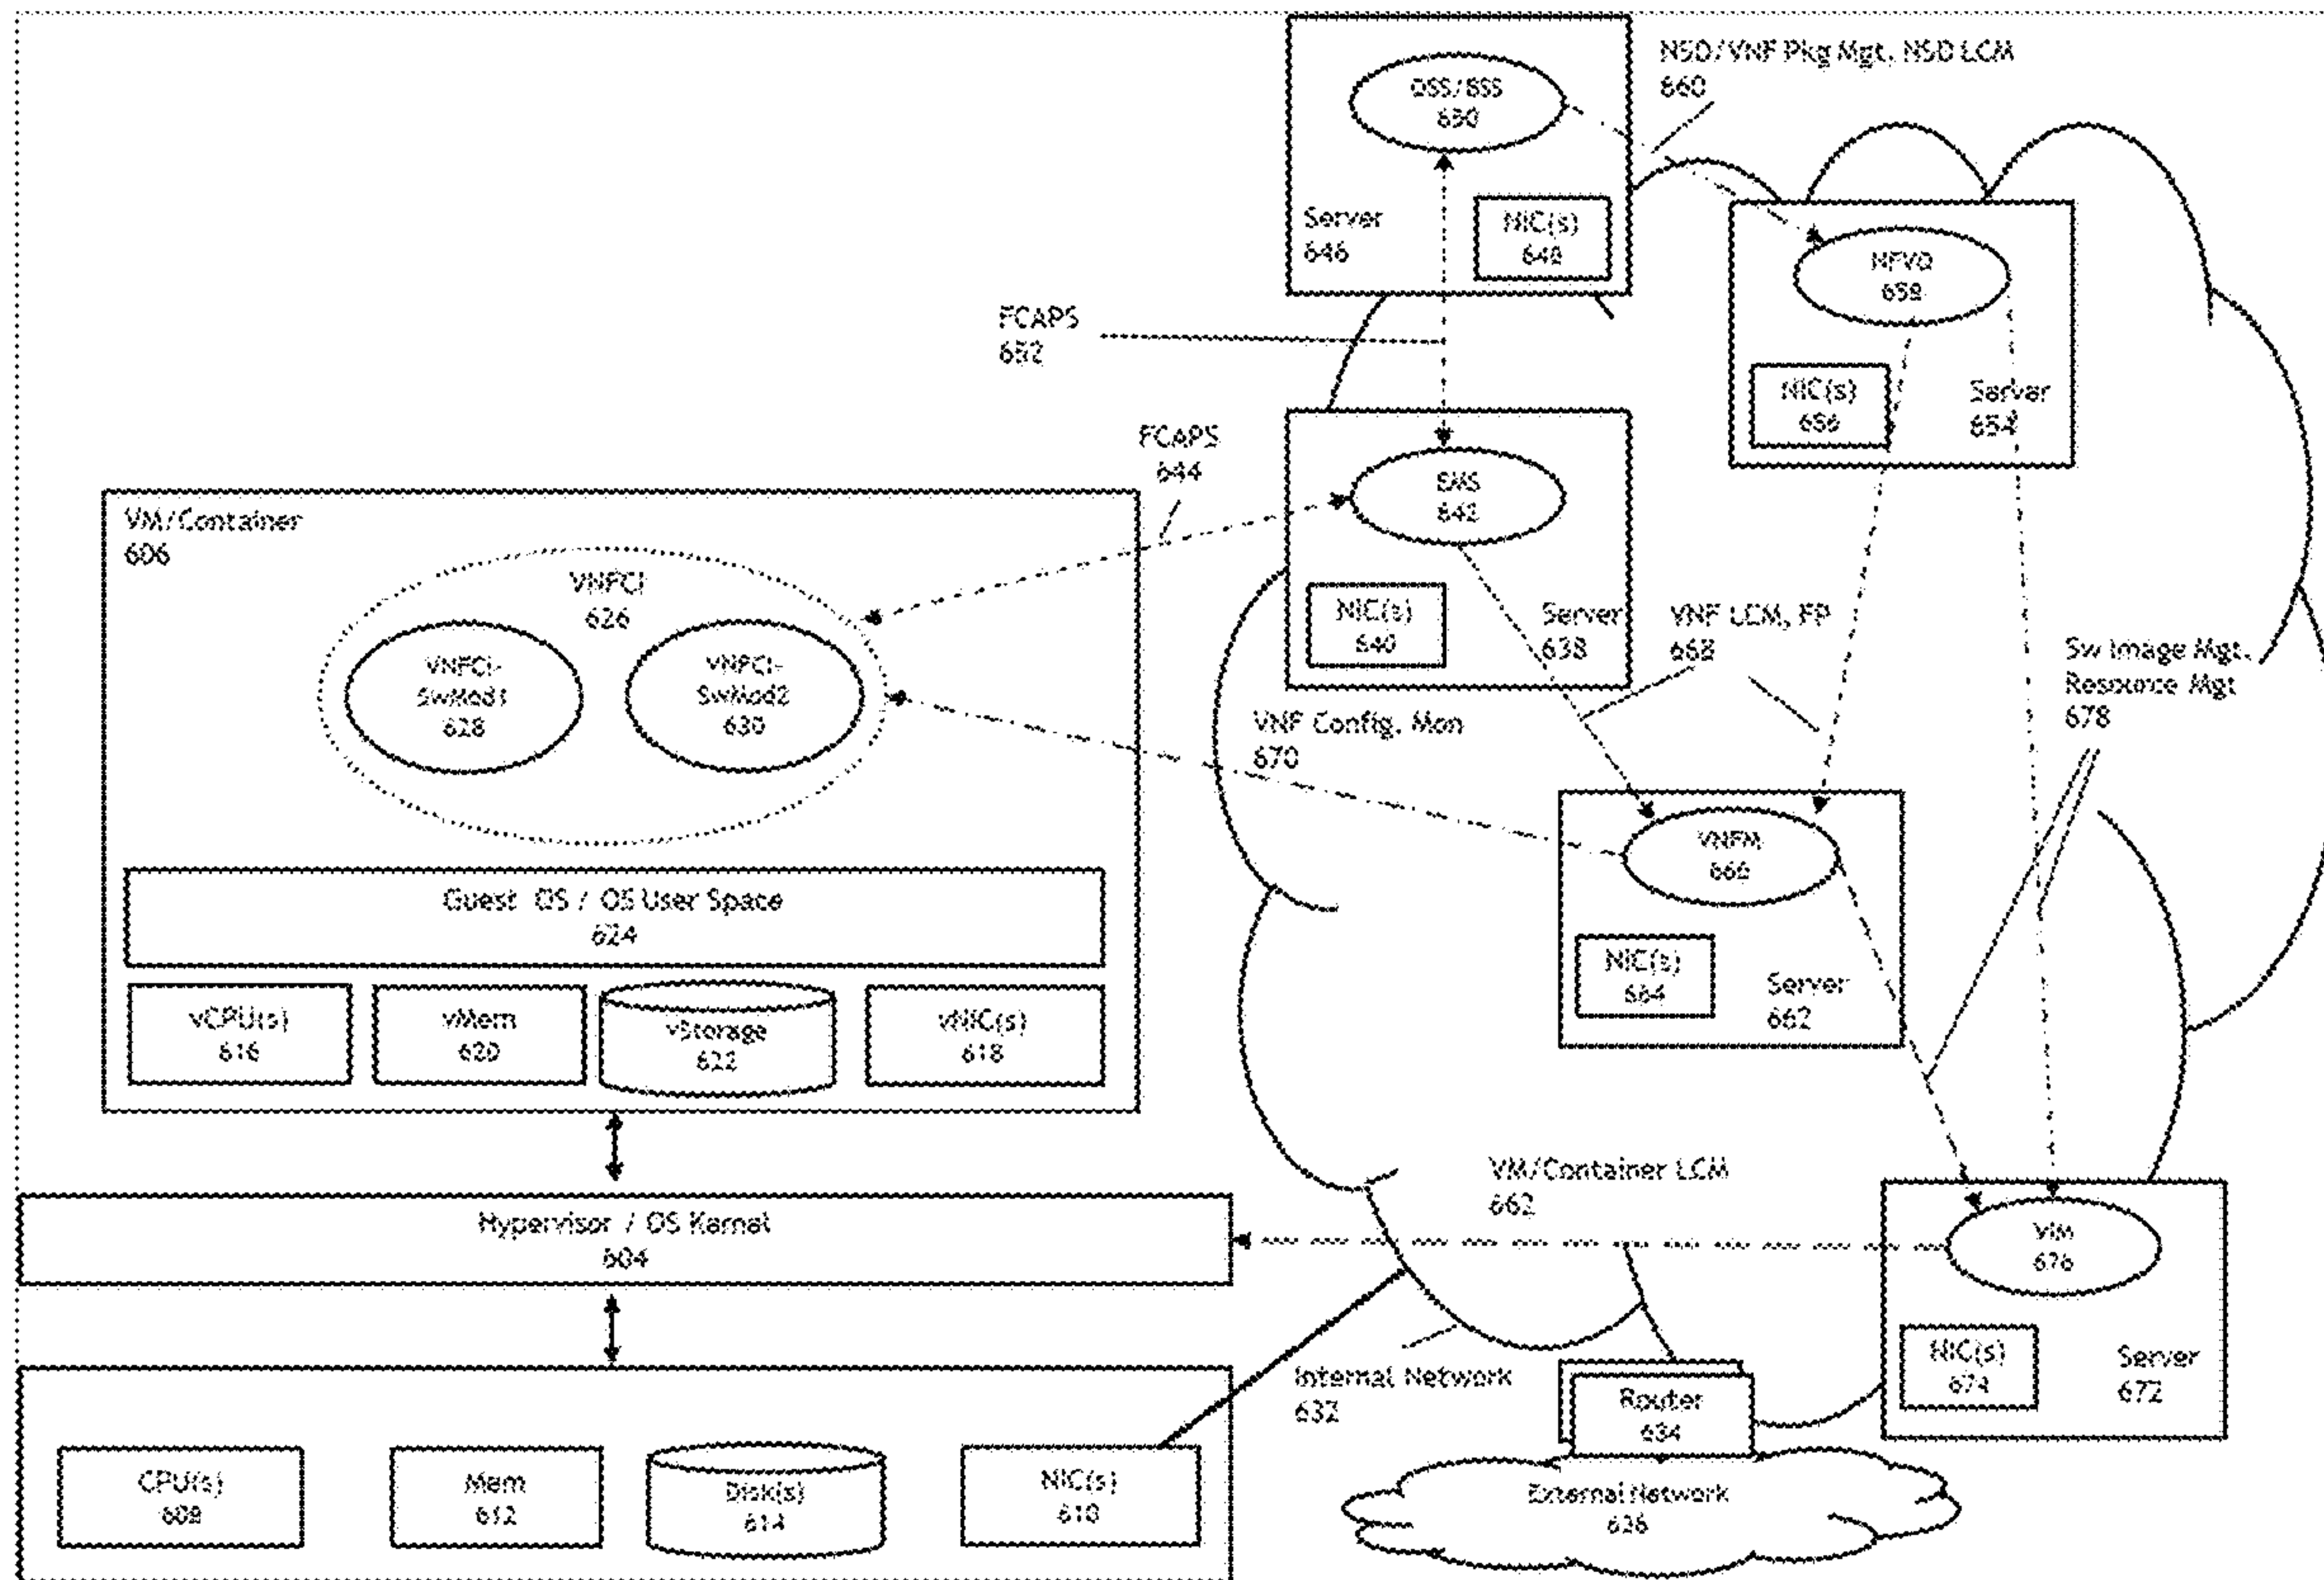 NSD/VNF Pkg Mgt, NSD LCM
660
OSS/BSS
650
Server
646
NIC(s)
648
NFVO
658
NIC(s)
656
Server
654
FCAPS
652
FCAPS
644
EMS
642
NIC(s)
640
Server
638
VNF LCM, FP
668
Sw Image Mgt,
Resource Mgt
678
VM/Container
606
VNFCI
626
VNFCI-
SwMod1
628
VNFCI-
SwMod2
630
VNF Config, Mon
670
VNFM
666
NIC(s)
664
Server
662
Guest OS / OS User Space
624
vCPU(s)
616
vMem
620
vStorage
622
vNIC(s)
618
VM/Container LCM
662
Hypervisor / OS Kernal
604
VIM
676
NIC(s)
674
Server
672
Internal Network
632
Router
634
External Network
636
CPU(s)
608
Mem
612
Disk(s)
614
NIC(s)
610